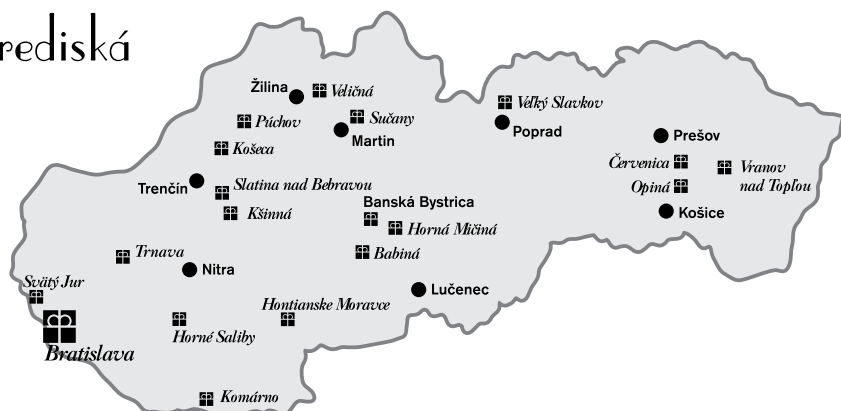 rediská
Žilina
Veličná
Púchov
Sučany
Martin
Košeca
Veľký Slavkov
Poprad
Prešov
Červenica
Vranov
nad Topľou
Opiná
Košice
Trenčín
Slatina nad Bebravou
Kšinná
Banská Bystrica
Horná Mičiná
Babiná
Trnava
Nitra
Lučenec
Svätý Jur
Hontianske Moravce
Horné Saliby
Bratislava
Komárno